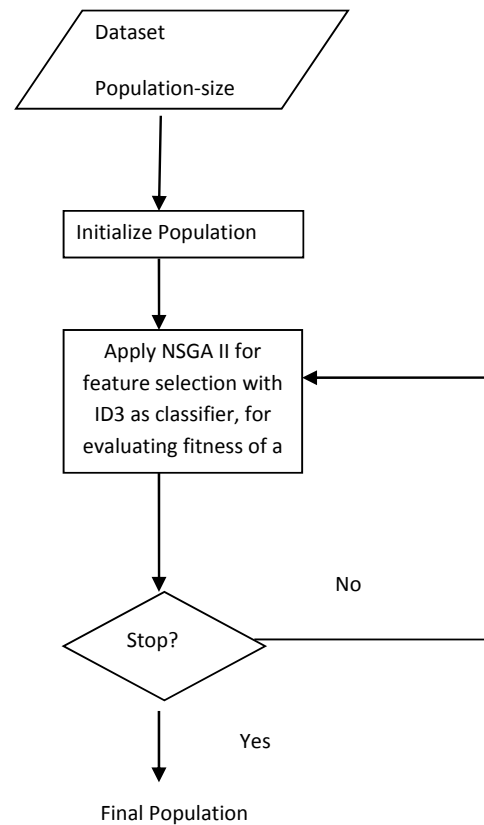 Dataset
Population-size
Initialize Population
Apply NSGA II for
feature selection with
ID3 as classifier, for
evaluating fitness of a
No
Stop?
Yes
Final Population